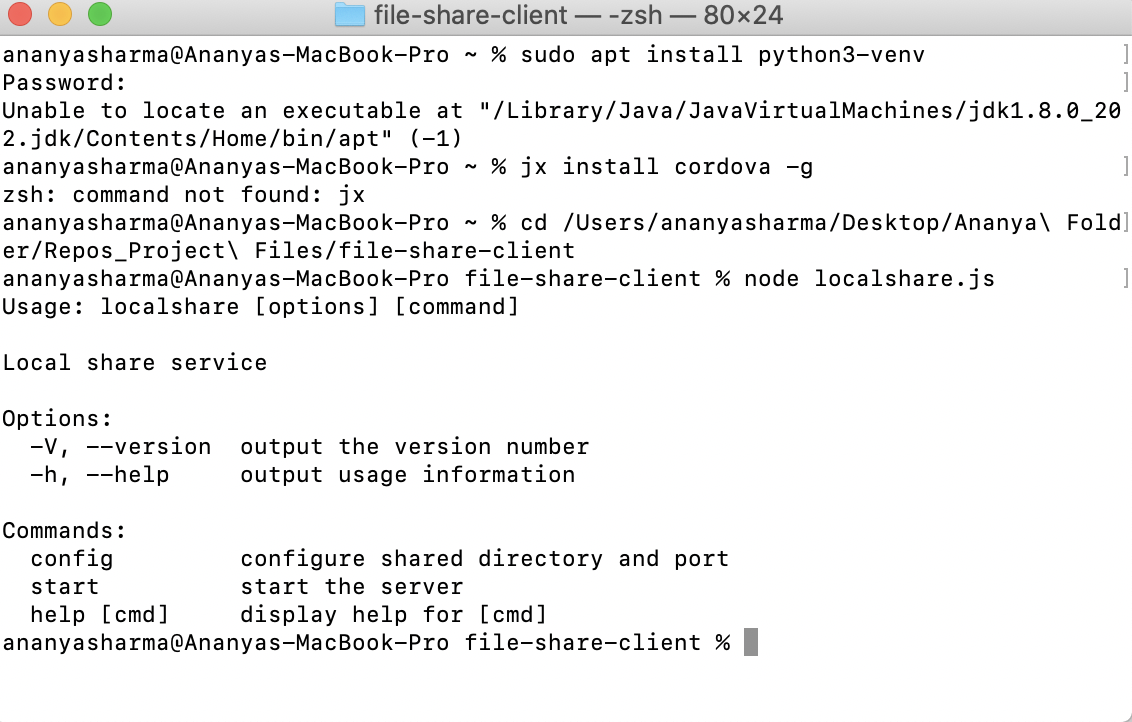 file-share-client — -zsh — 80×24
ananyasharma@Ananyas-MacBook-Pro ~ % sudo apt install python3-venv ]
Password: ]
Unable to locate an executable at "/Library/Java/JavaVirtualMachines/jdk1.8.0_20
2.jdk/Contents/Home/bin/apt" (-1)
ananyasharma@Ananyas-MacBook-Pro ~ % jx install cordova -g ]
zsh: command not found: jx
ananyasharma@Ananyas-MacBook-Pro ~ % cd /Users/ananyasharma/Desktop/Ananya\ Fold]
er/Repos_Project\ Files/file-share-client
ananyasharma@Ananyas-MacBook-Pro file-share-client % node localshare.js ]
Usage: localshare [options] [command]

Local share service

Options:
  -V, --version  output the version number
  -h, --help     output usage information

Commands:
  config         configure shared directory and port
  start          start the server
  help [cmd]     display help for [cmd]
ananyasharma@Ananyas-MacBook-Pro file-share-client %